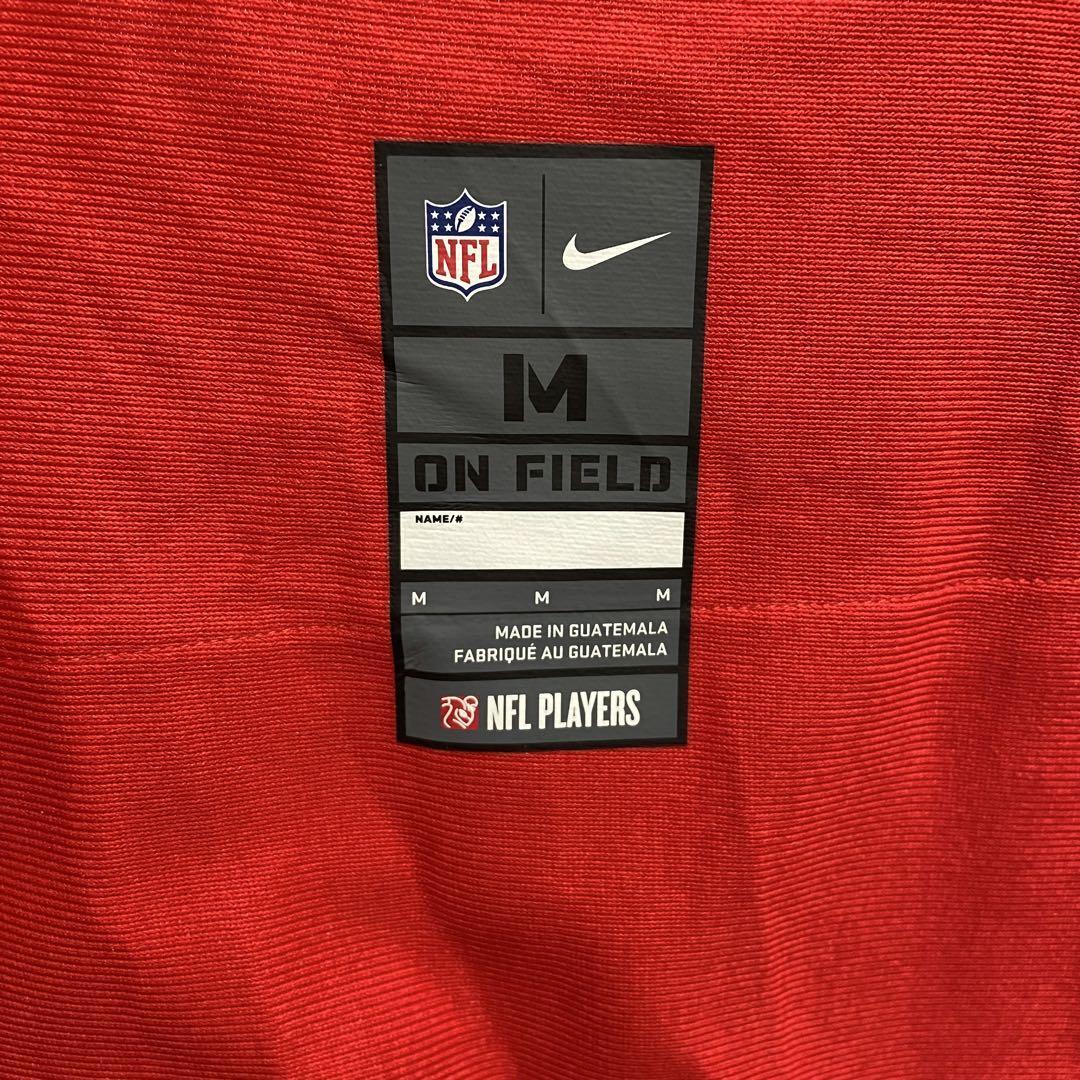 NFL
M
ON FIELD
NAME/#
M M M
MADE IN GUATEMALA
FABRIQUÉ AU GUATEMALA
NFL PLAYERS